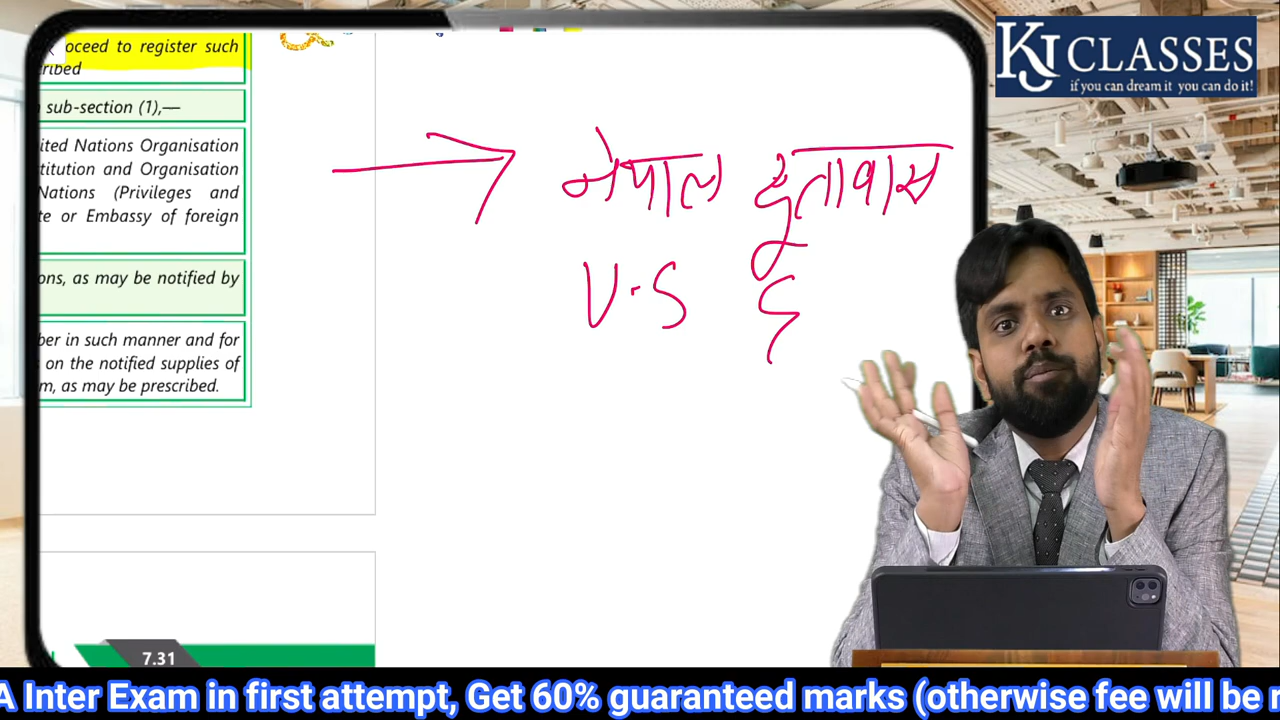 oceed to register such
cribed
sub-section (1),—
ited Nations Organisation
titution and Organisation
Nations (Privileges and
te or Embassy of foreign
ons, as may be notified by
ber in such manner and for
on the notified supplies of
m, as may be prescribed.
नेपाल दूतावास
U.S
7.31
KJ CLASSES
if you can dream it you can do it!
A Inter Exam in first attempt, Get 60% guaranteed marks (otherwise fee will be